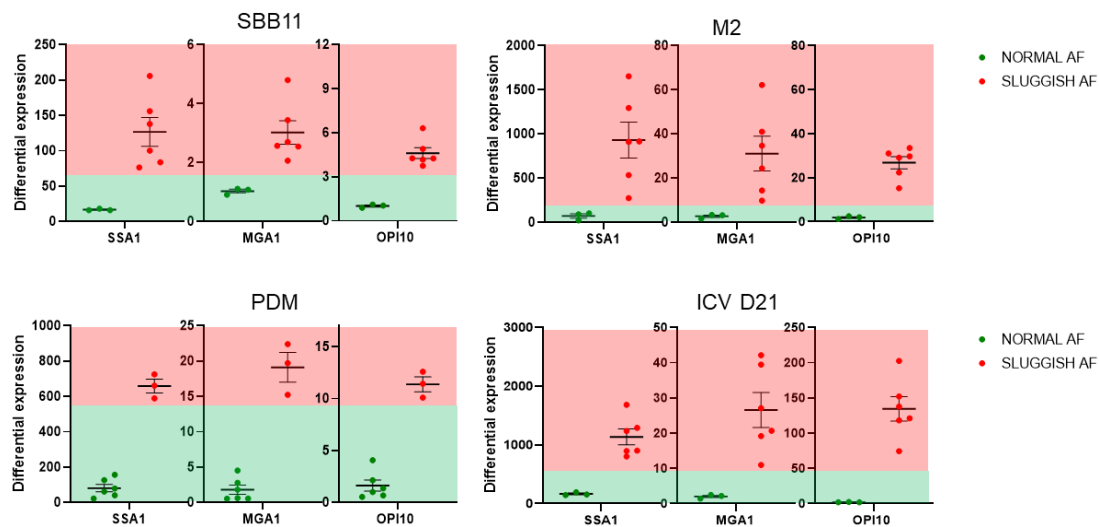 SBB11
Differential expression
250
200
150
100
50
0
6
4
2
0
12
9
6
3
0
SSA1
MGA1
OPI10
M2
Differential expression
2000
1500
1000
500
0
80
60
40
20
0
80
60
40
20
0
SSA1
MGA1
OPI10
NORMAL AF
SLUGGISH AF
PDM
Differential expression
1000
800
600
400
200
0
25
20
15
10
5
0
15
10
5
0
SSA1
MGA1
OPI10
ICV D21
Differential expression
3000
2000
1000
0
50
40
30
20
10
0
250
200
150
100
50
0
SSA1
MGA1
OPI10
NORMAL AF
SLUGGISH AF